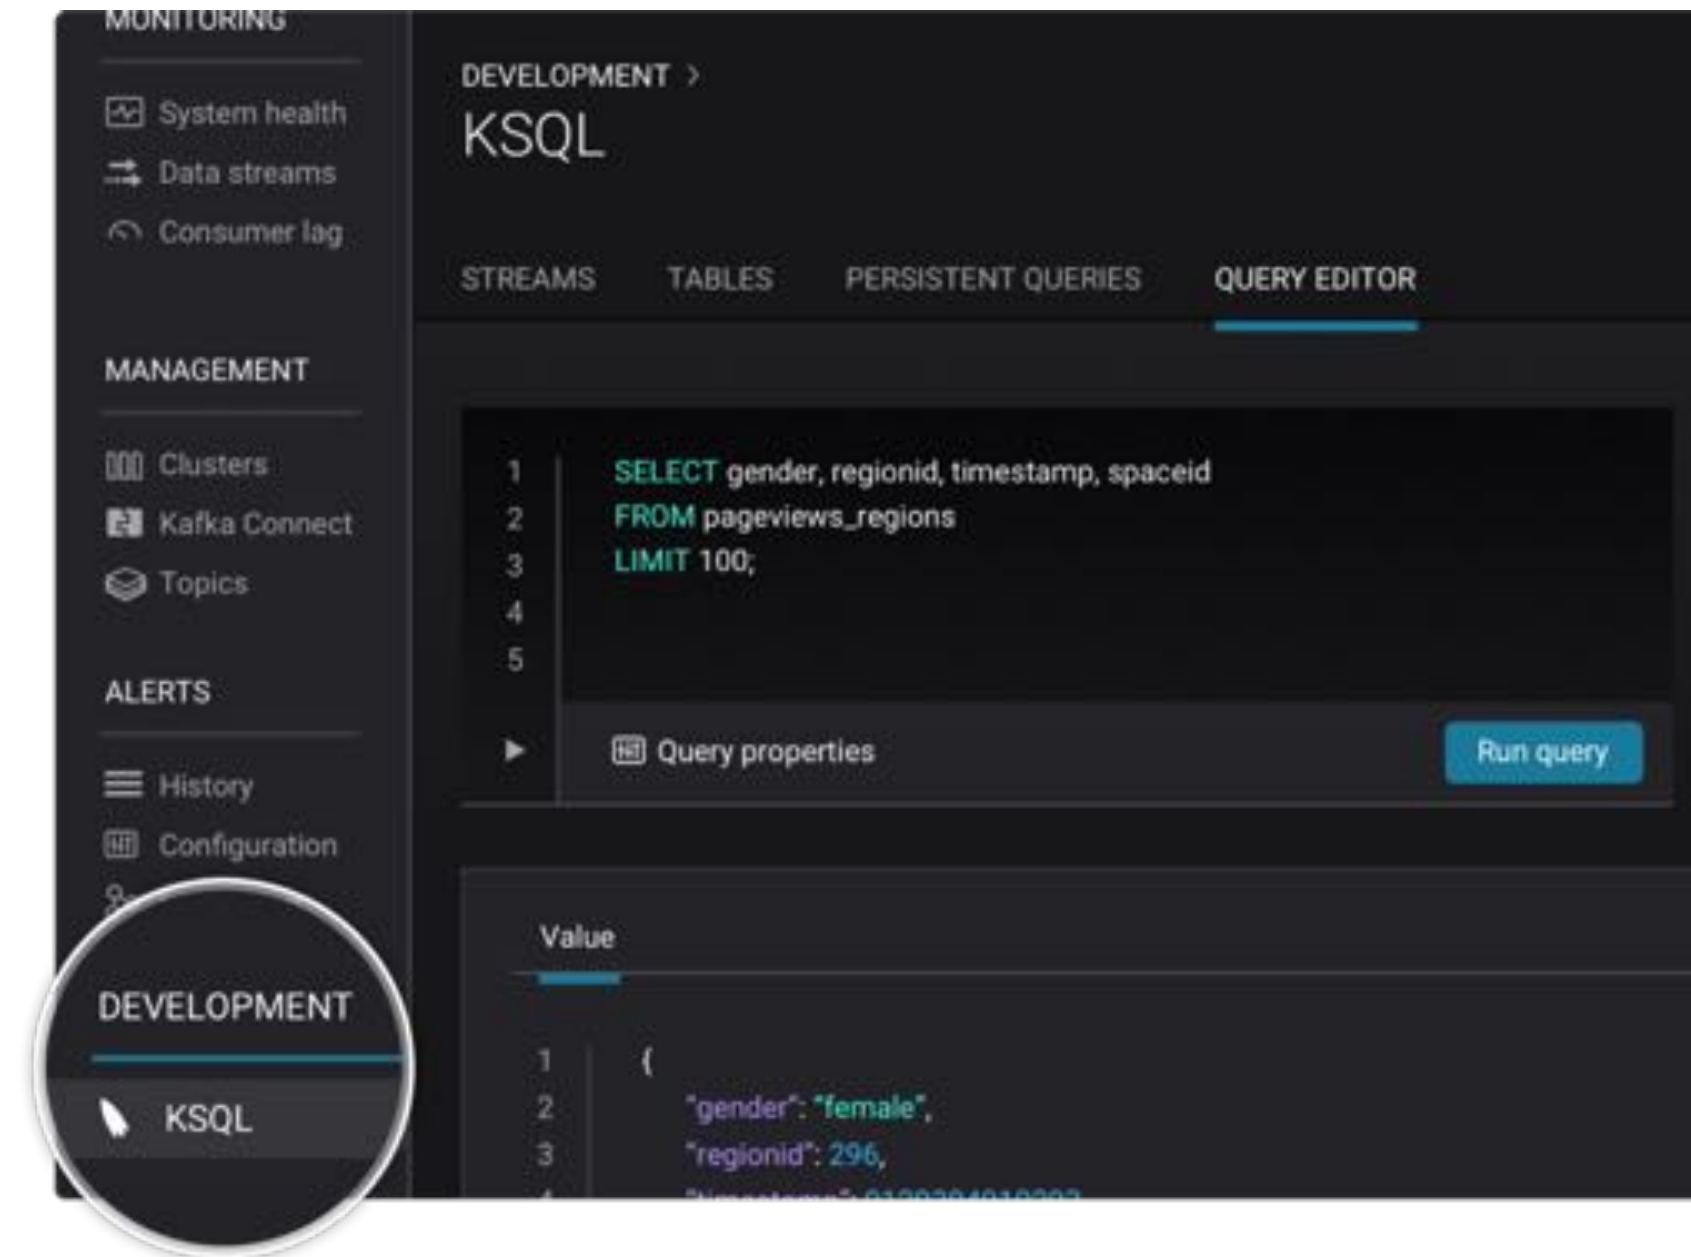 MONITORING
System health
Data streams
Consumer lag
MANAGEMENT
Clusters
Kafka Connect
Topics
ALERTS
History
Configuration
DEVELOPMENT
KSQL
DEVELOPMENT >
KSQL
STREAMS TABLES PERSISTENT QUERIES QUERY EDITOR
1 SELECT gender, regionid, timestamp, spaceid
2 FROM pageviews_regions
3 LIMIT 100;
4
5
Query properties Run query
Value
1 {
2 "gender": "female",
3 "regionid": 296,
4 "timestamp":